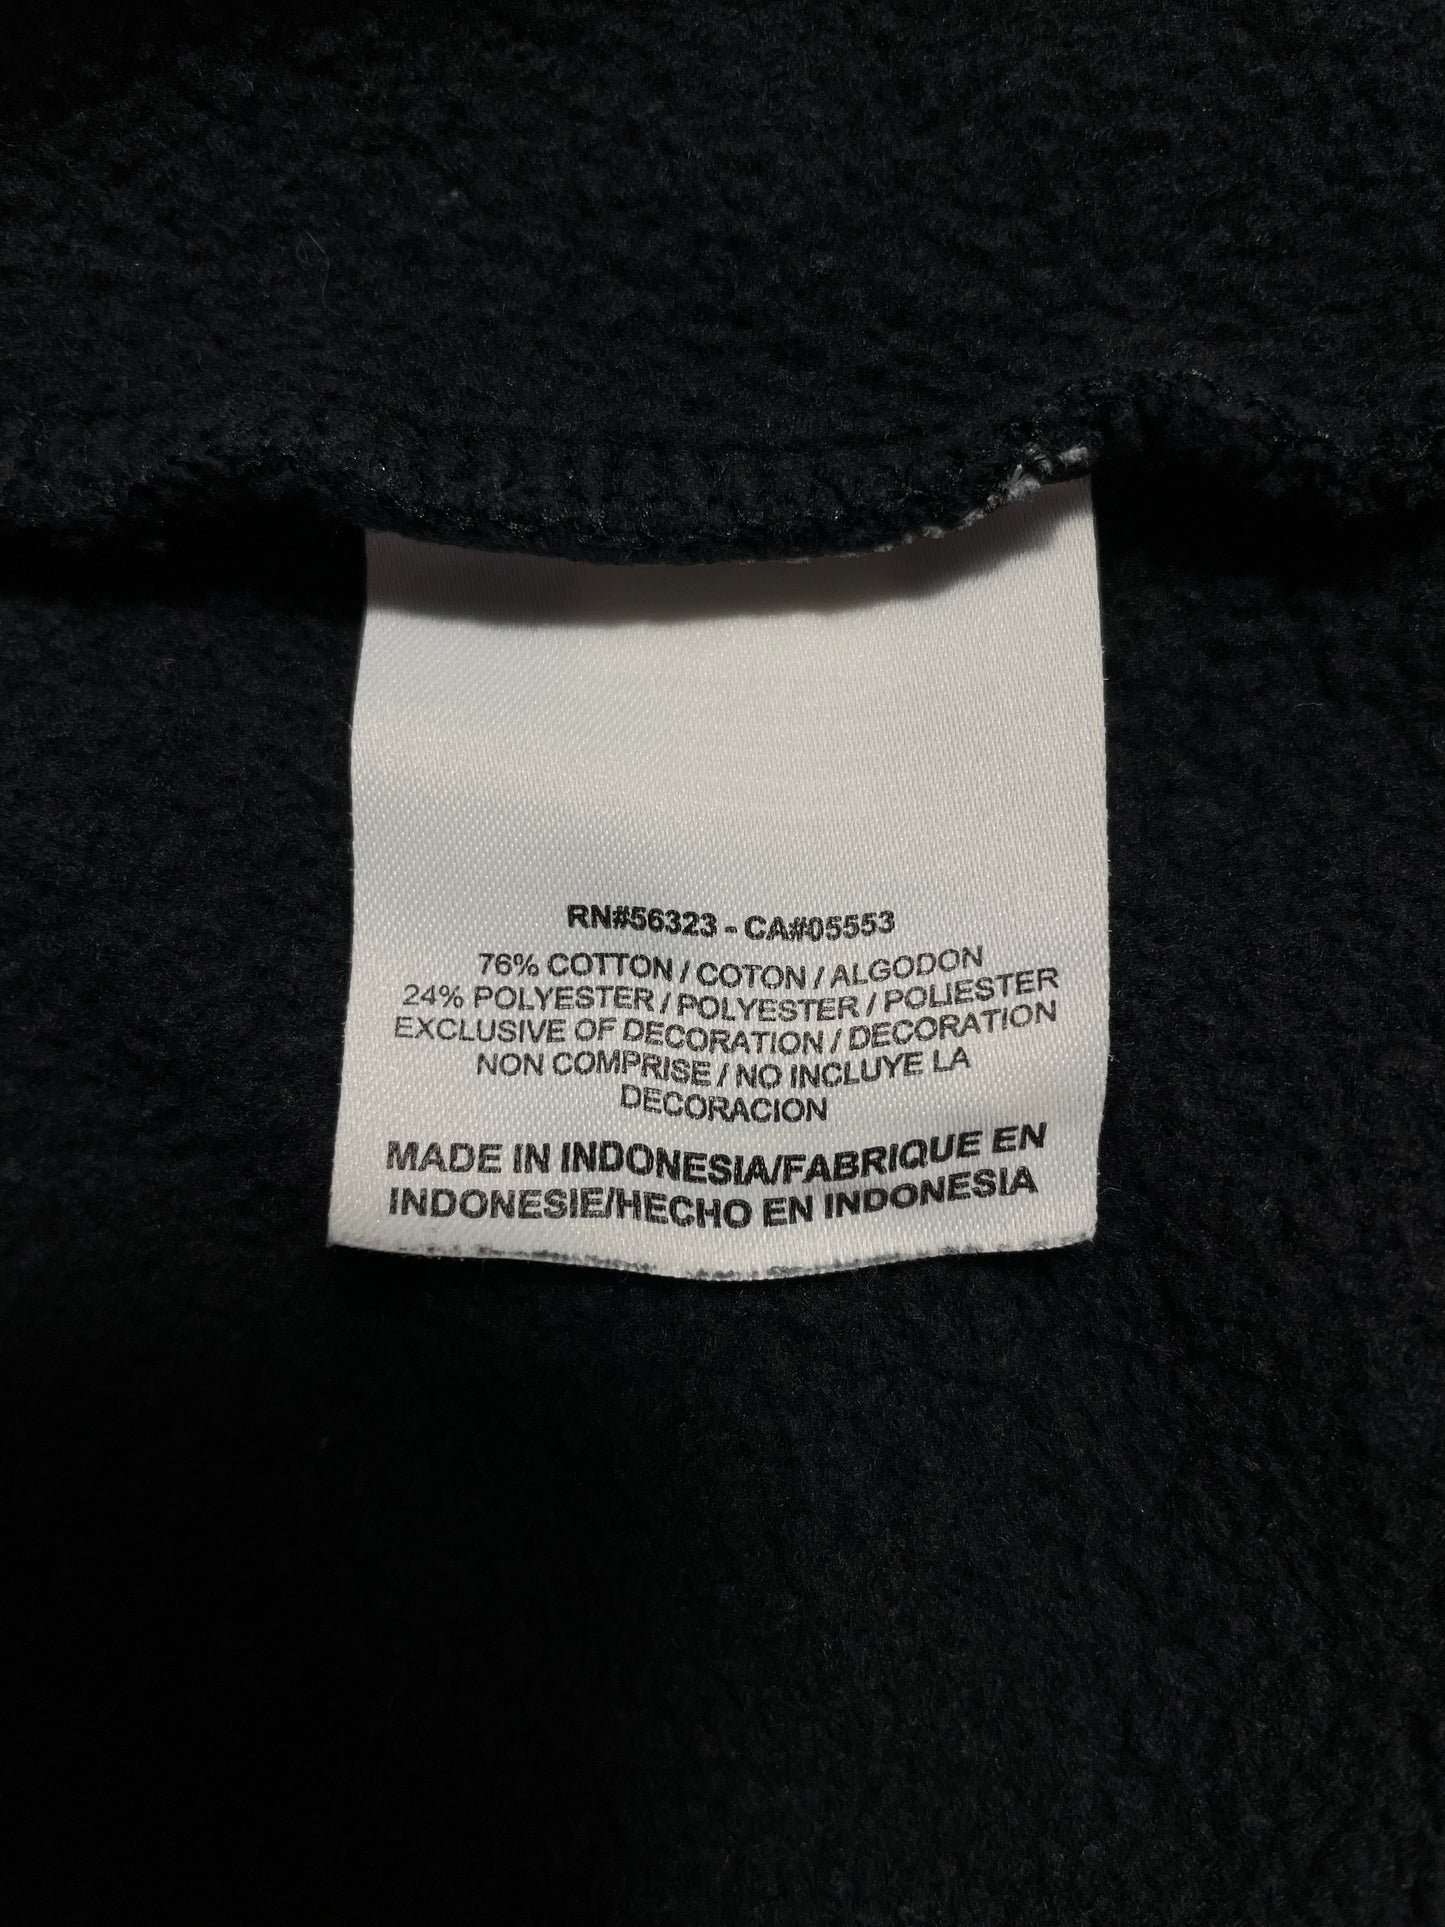 RN#56323 - CA#05553
76% COTTON / COTON / ALGODON
24% POLYESTER / POLYESTER / POLIESTER
EXCLUSIVE OF DECORATION / DECORATION
NON COMPRISE / NO INCLUYE LA
DECORACION
MADE IN INDONESIA/FABRIQUE EN
INDONESIE/HECHO EN INDONESIA